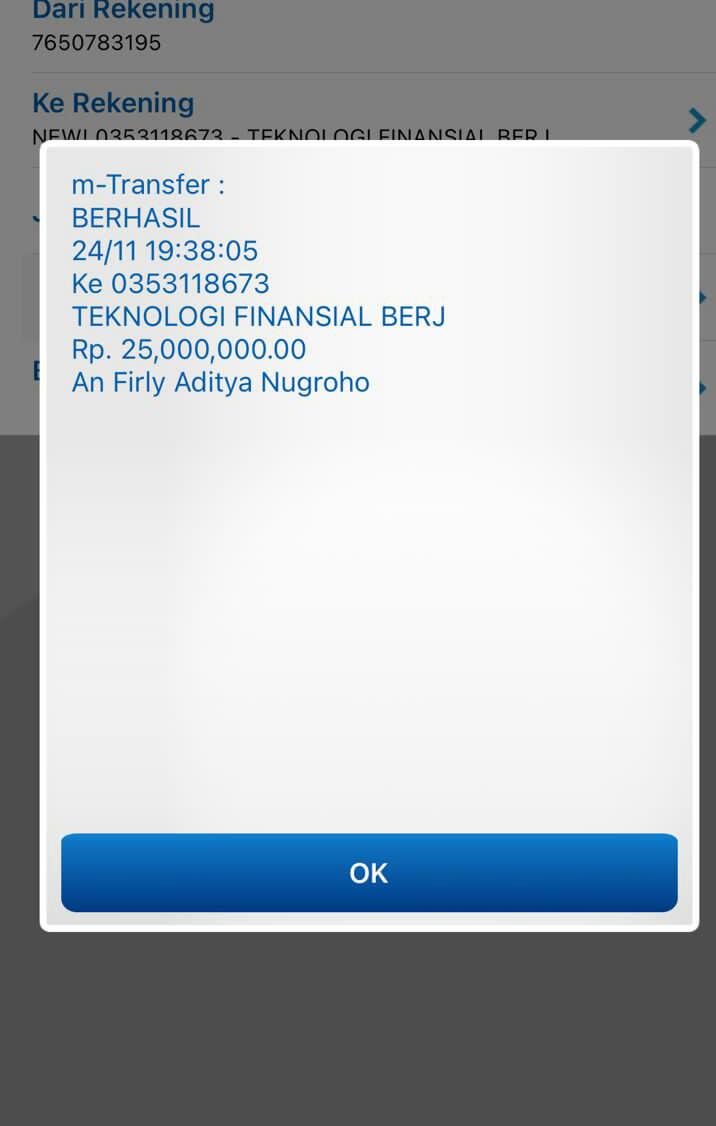 Dari Rekening
7650783195
Ke Rekening
NEW! 0353118673 - TEKNOLOGI FINANSIAL BERJ
m-Transfer :
BERHASIL
24/11 19:38:05
Ke 0353118673
TEKNOLOGI FINANSIAL BERJ
Rp. 25,000,000.00
An Firly Aditya Nugroho
OK